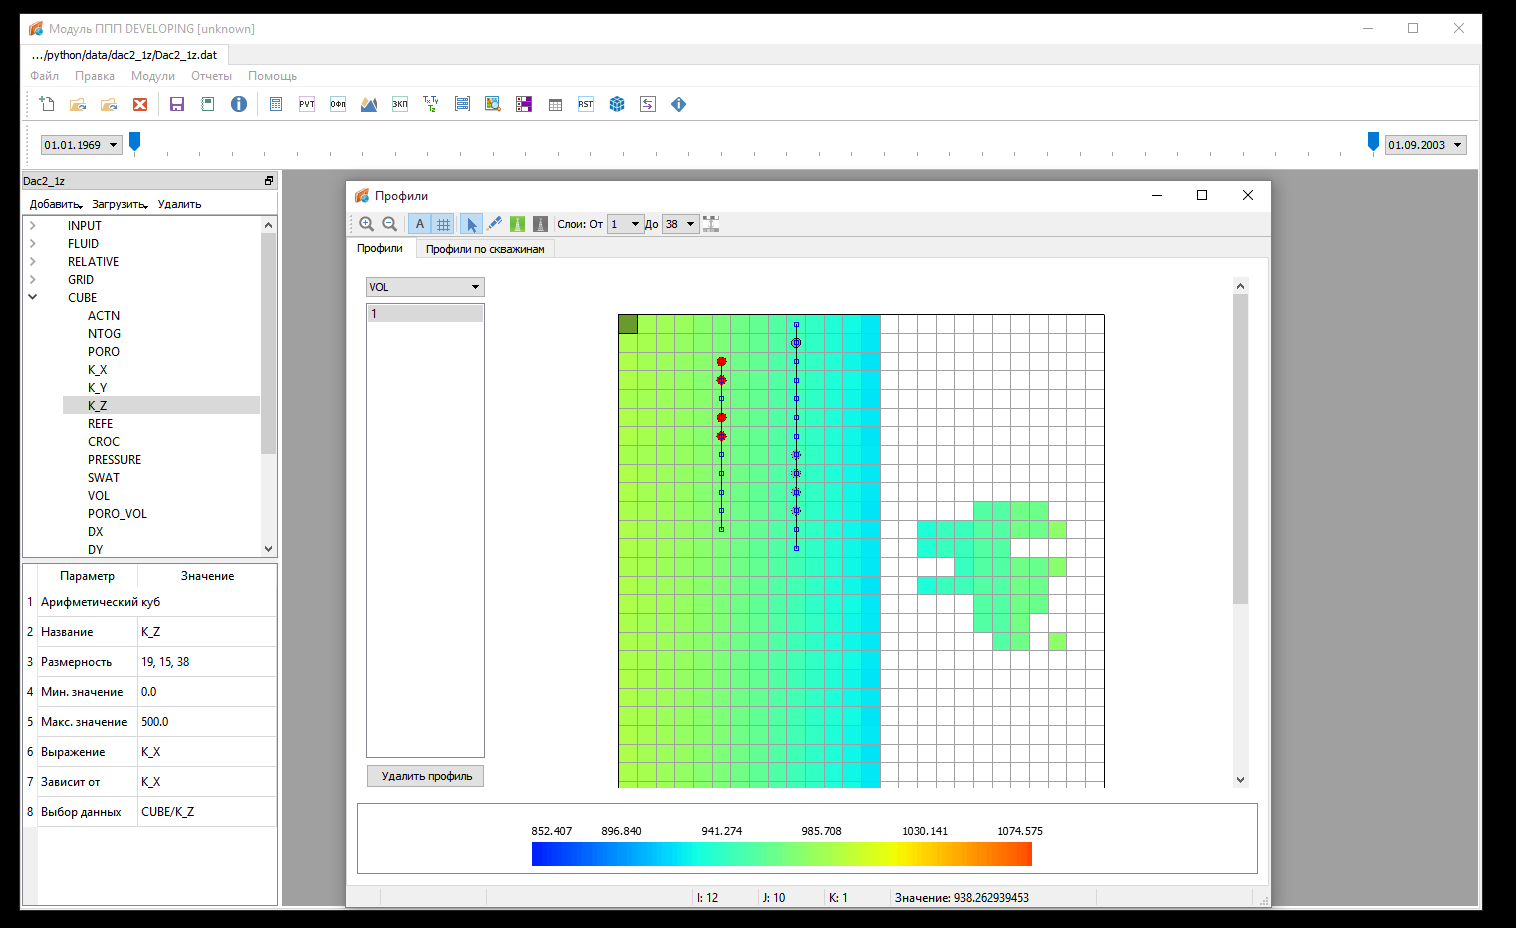 Модуль ППП DEVELOPING [unknown]
.../python/data/dac2_1z/Dac2_1z.dat
Файл Правка Модули Отчеты Помощь
PVT ОФП ЗКП TxTy Tz RST
01.01.1969 01.09.2003
Dac2_1z
Добавить Загрузить Удалить
INPUT
FLUID
RELATIVE
GRID
CUBE
ACTN
NTOG
PORO
K_X
K_Y
K_Z
REFE
CROC
PRESSURE
SWAT
VOL
PORO_VOL
DX
DY
Параметр Значение
1 Арифметический куб
2 Название K_Z
3 Размерность 19, 15, 38
4 Мин. значение 0.0
5 Макс. значение 500.0
6 Выражение K_X
7 Зависит от K_X
8 Выбор данных CUBE/K_Z
Профили
A Слои: От 1 До 38
Профили Профили по скважинам
VOL
1
Удалить профиль
852.407 896.840 941.274 985.708 1030.141 1074.575
I: 12 J: 10 K: 1 Значение: 938.262939453